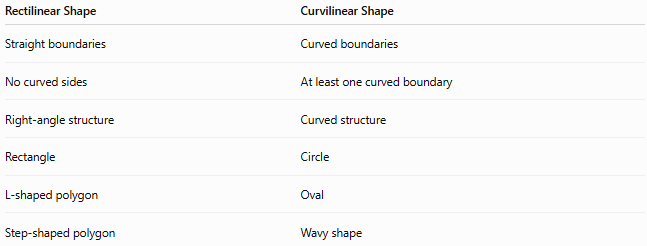 Rectilinear Shape Curvilinear Shape
Straight boundaries Curved boundaries
No curved sides At least one curved boundary
Right-angle structure Curved structure
Rectangle Circle
L-shaped polygon Oval
Step-shaped polygon Wavy shape